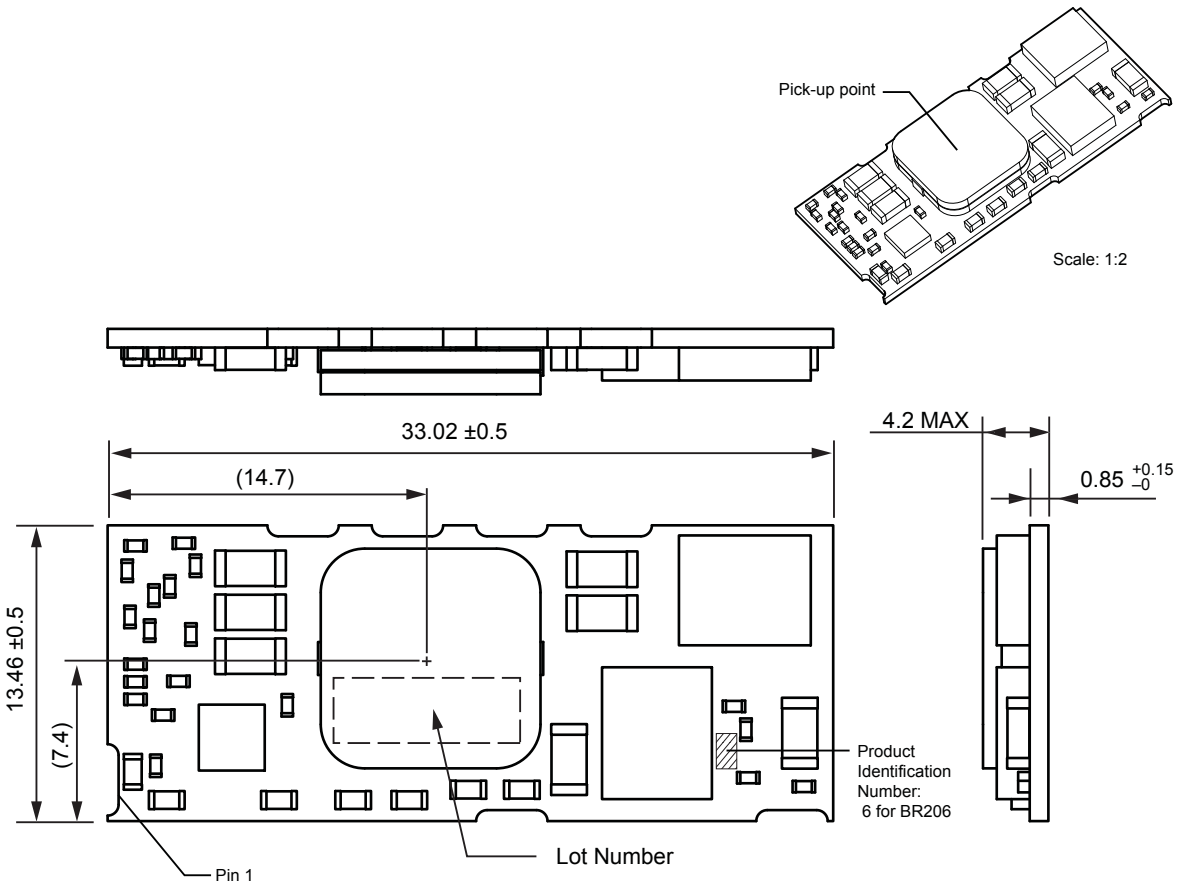 Pick-up point
Scale: 1:2
33.02 ±0.5
4.2 MAX
(14.7)
0.85 +0.15
–0
13.46 ±0.5
(7.4)
Product
Identification
Number:
6 for BR206
Lot Number
Pin 1